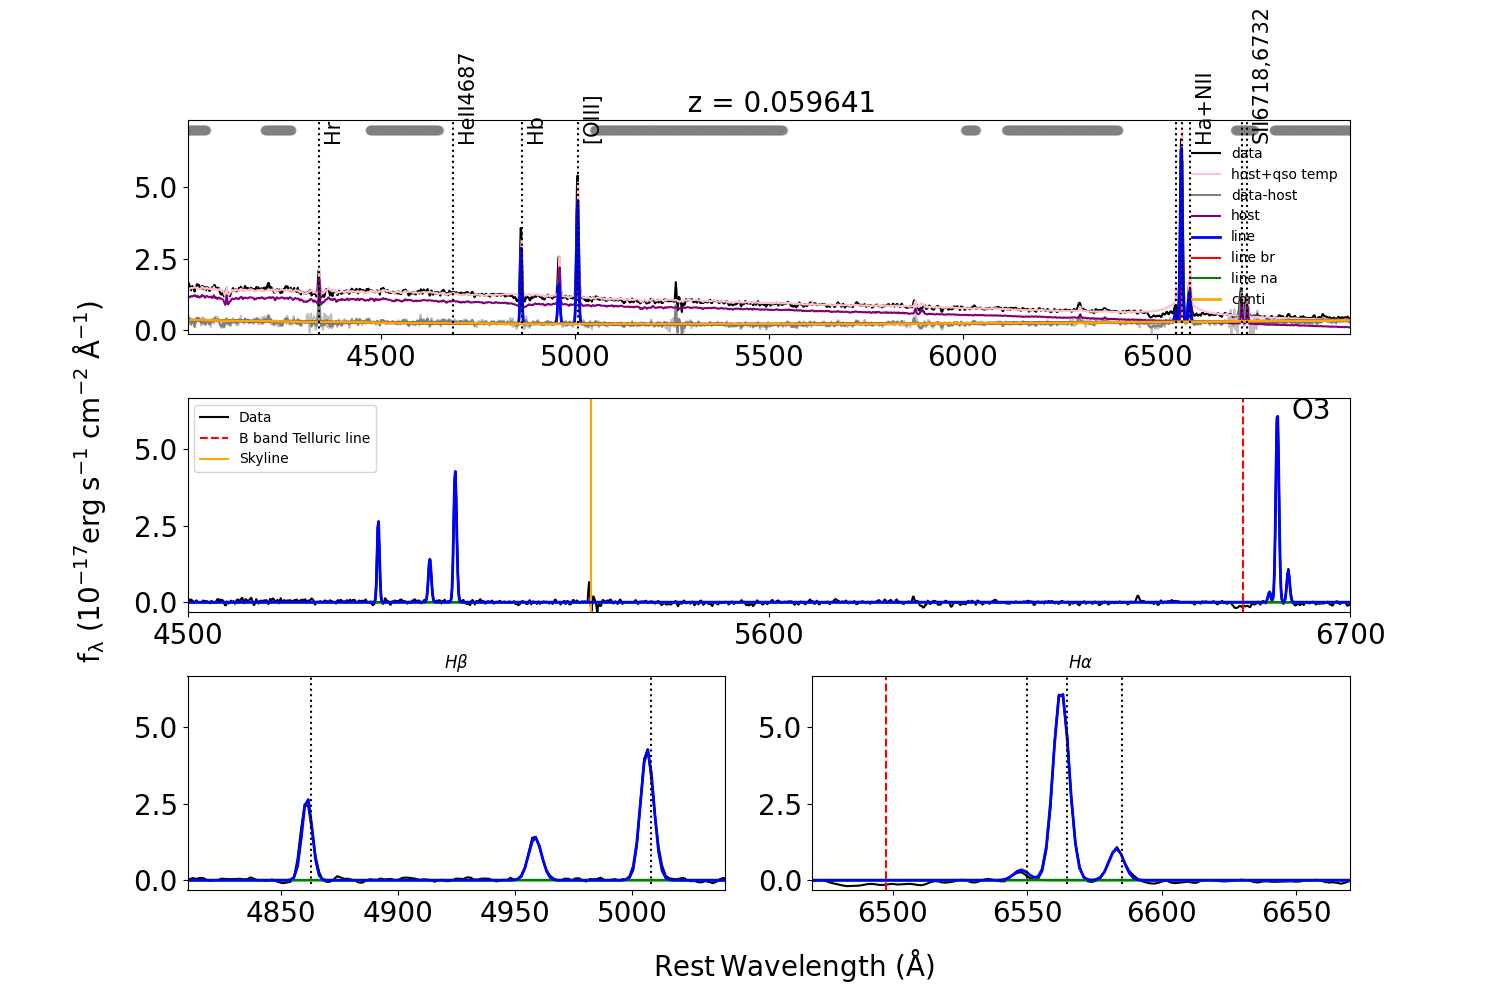 z = 0.059641
Hr
HeII4687
Hb
[OIII]
Ha+NII
SII6718,6732
data
host+qso temp
data-host
host
line
line br
line na
conti
5.0
2.5
0.0
4500
5000
5500
6000
6500
Data
B band Telluric line
Skyline
O3
5.0
2.5
0.0
4500
5600
6700
fλ (10⁻¹⁷erg s⁻¹ cm⁻² Å⁻¹)
Hβ
5.0
2.5
0.0
4850
4900
4950
5000
Hα
5.0
2.5
0.0
6500
6550
6600
6650
Rest Wavelength (Å)